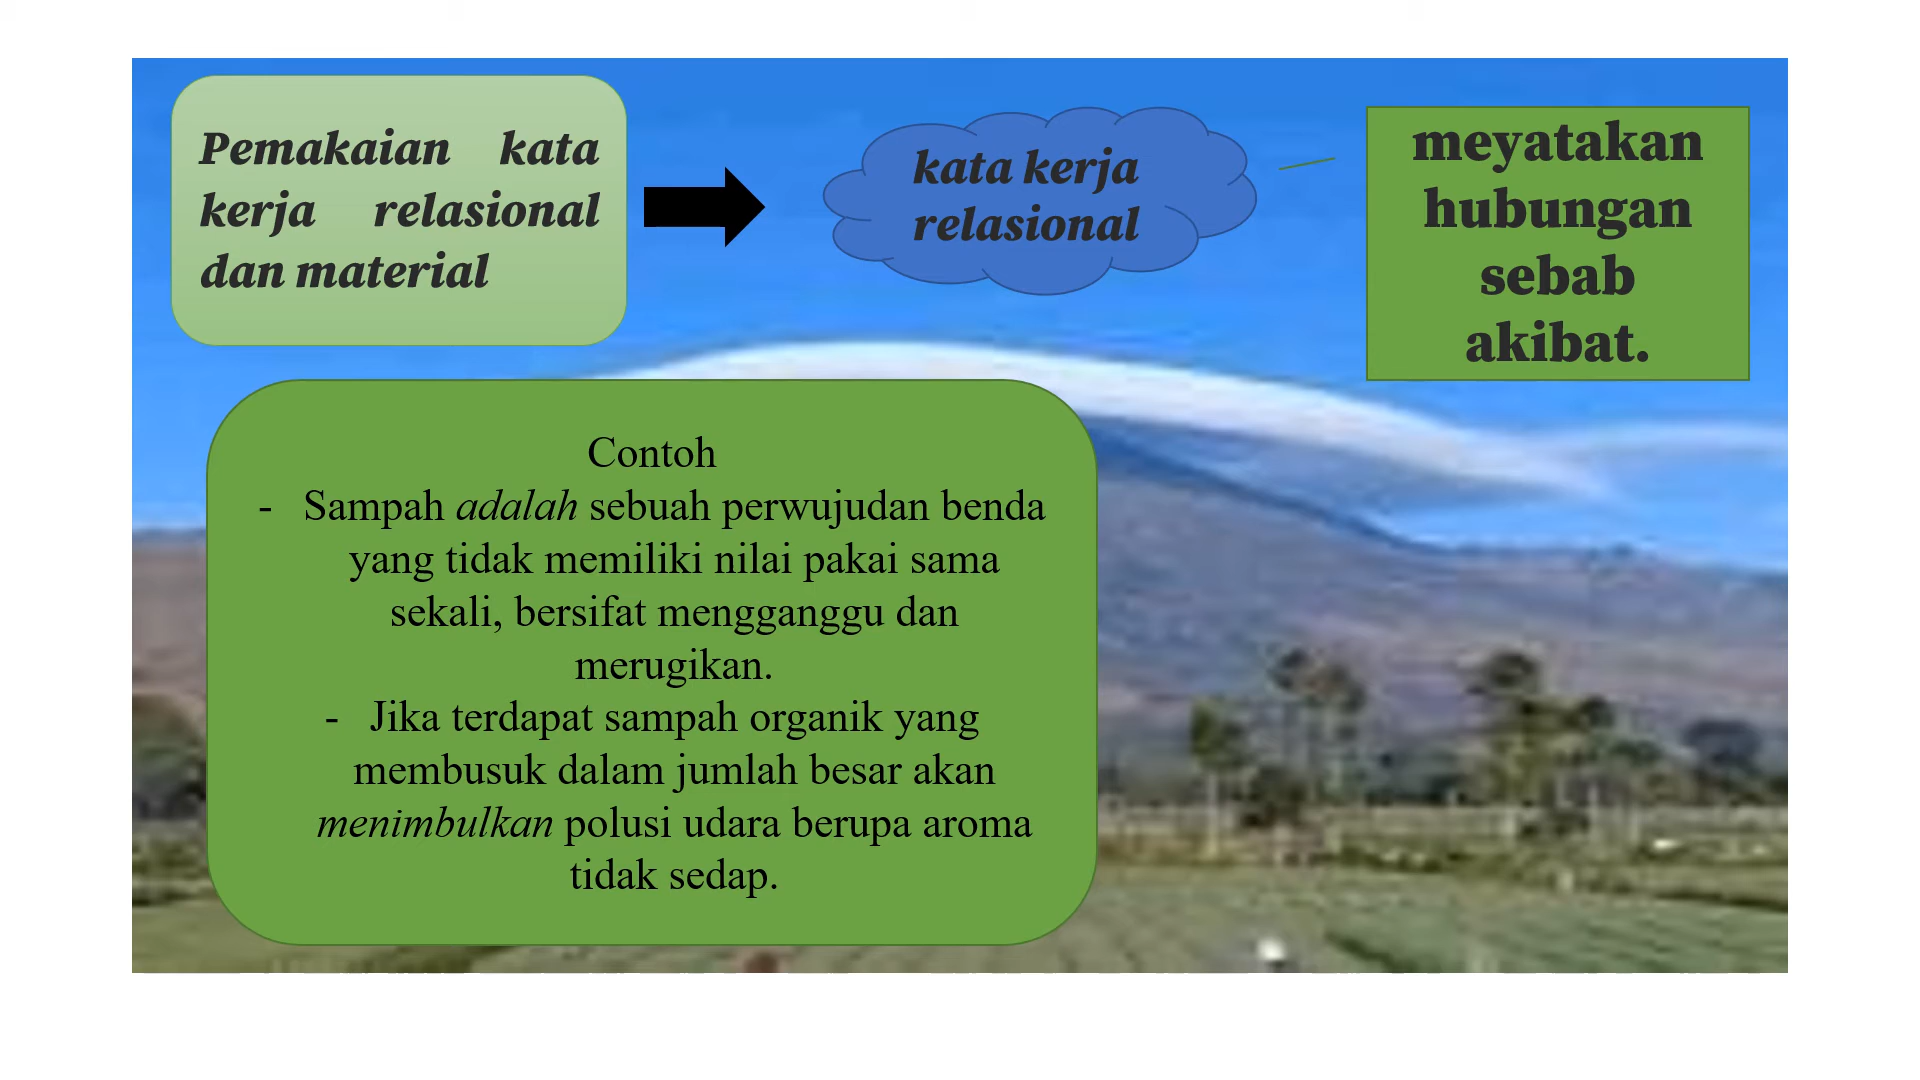 Pemakaian kata
kerja relasional
dan material
kata kerja
relasional
meyatakan
hubungan
sebab
akibat.
Contoh
- Sampah adalah sebuah perwujudan benda
yang tidak memiliki nilai pakai sama
sekali, bersifat mengganggu dan
merugikan.
- Jika terdapat sampah organik yang
membusuk dalam jumlah besar akan
menimbulkan polusi udara berupa aroma
tidak sedap.